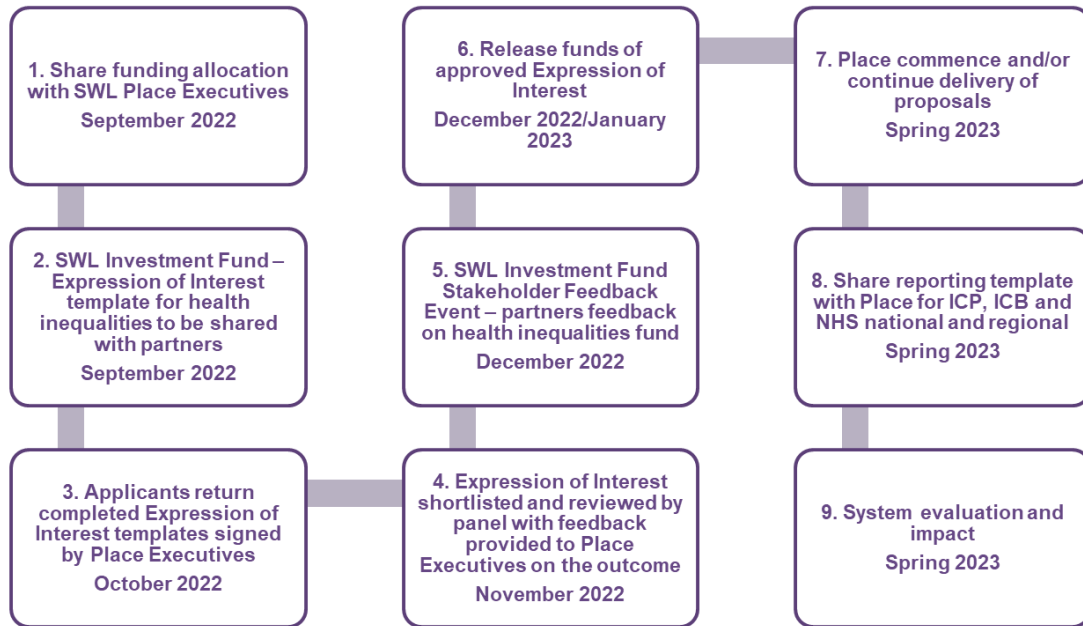 1. Share funding allocation
with SWL Place Executives
September 2022
2. SWL Investment Fund –
Expression of Interest
template for health
inequalities to be shared
with partners
September 2022
3. Applicants return
completed Expression of
Interest templates signed
by Place Executives
October 2022
4. Expression of Interest
shortlisted and reviewed by
panel with feedback
provided to Place
Executives on the outcome
November 2022
5. SWL Investment Fund
Stakeholder Feedback
Event – partners feedback
on health inequalities fund
December 2022
6. Release funds of
approved Expression of
Interest
December 2022/January
2023
7. Place commence and/or
continue delivery of
proposals
Spring 2023
8. Share reporting template
with Place for ICP, ICB and
NHS national and regional
Spring 2023
9. System evaluation and
impact
Spring 2023